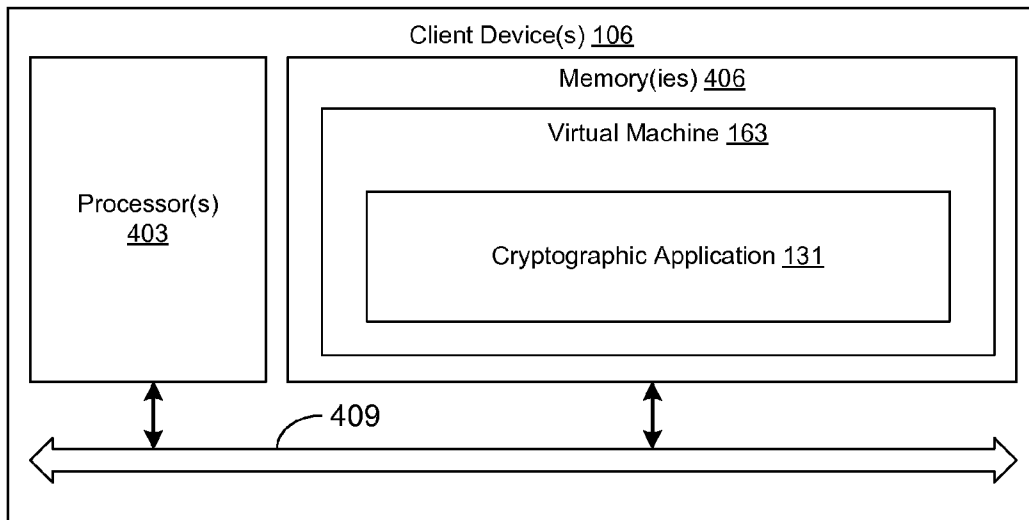 Client Device(s) 106
Memory(ies) 406
Virtual Machine 163
Processor(s)
403
Cryptographic Application 131
409